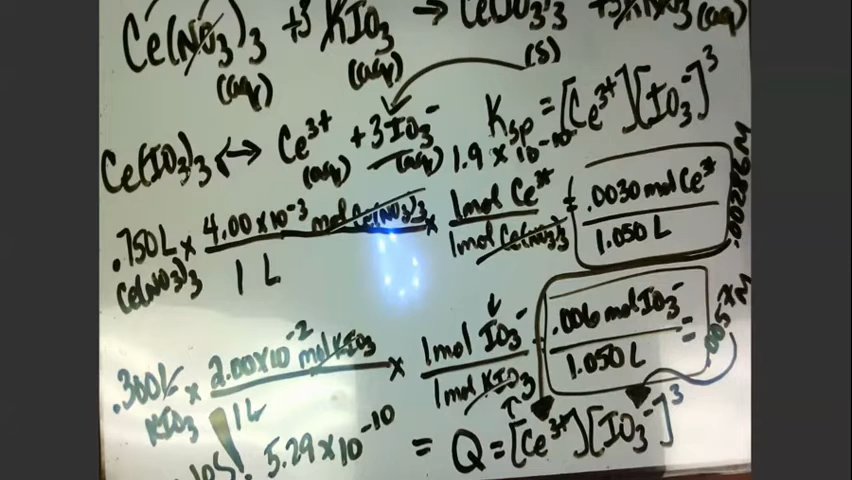 Ce(NO₃)₃ + 3 KIO₃ → Ce(IO₃)₃ + 3 KNO₃ (aq)
(aq) (aq) (s)
Ce(IO₃)₃ ↔ Ce³⁺ + 3 IO₃⁻ Ksp = [Ce³⁺][IO₃⁻]³
(aq) (aq) 1.9 x 10⁻¹⁰
.750L x 4.00 x 10⁻³ mol Ce(NO₃)₃ x 1 mol Ce³⁺ = .0030 mol Ce³⁺
Ce(NO₃)₃ 1 L 1 mol Ce(NO₃)₃ 1.050 L
.300L x 2.00 x 10⁻² mol KIO₃ x 1 mol IO₃⁻ = .006 mol IO₃⁻ =
KIO₃ 1 L 1 mol KIO₃ 1.050 L
5.29 x 10⁻¹⁰ = Q = [Ce³⁺][IO₃⁻]³